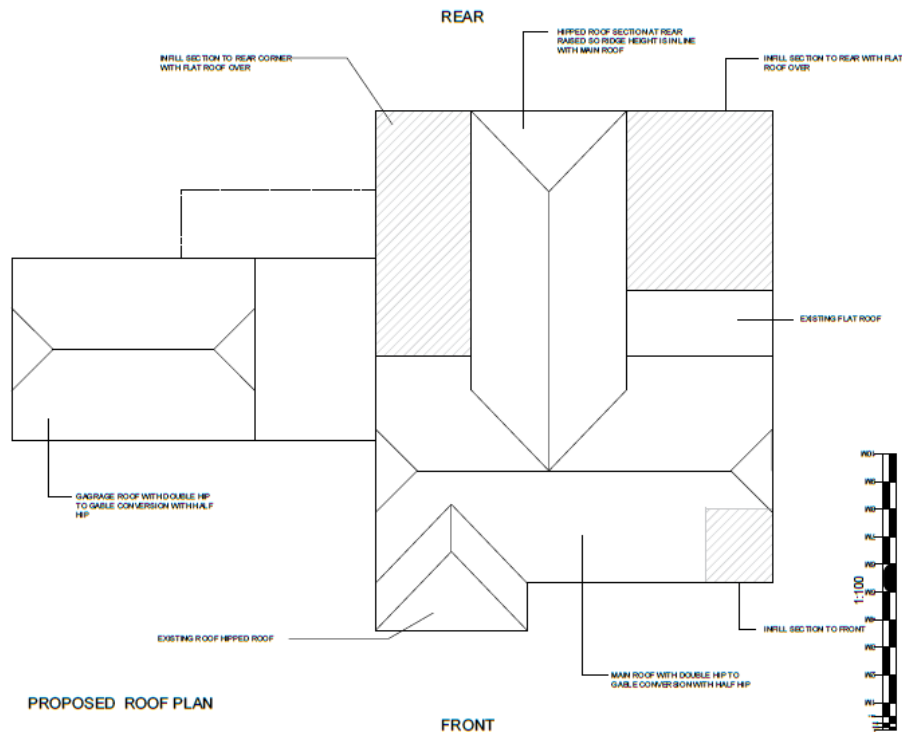 REAR
HIPPED ROOF SECTION AT REAR
RAISED SO RIDGE HEIGHT IS IN LINE
WITH MAIN ROOF
INFILL SECTION TO REAR CORNER
WITH FLAT ROOF OVER
INFILL SECTION TO REAR WITH FLAT
ROOF OVER
EXISTING FLAT ROOF
GAGRAGE ROOF WITH DOUBLE HIP
TO GABLE CONVERSION WITH HALF
HIP
1:100
EXISTING ROOF HIPPED ROOF
INFILL SECTION TO FRONT
MAIN ROOF WITH DOUBLE HIP TO
GABLE CONVERSION WITH HALF HIP
PROPOSED ROOF PLAN
FRONT